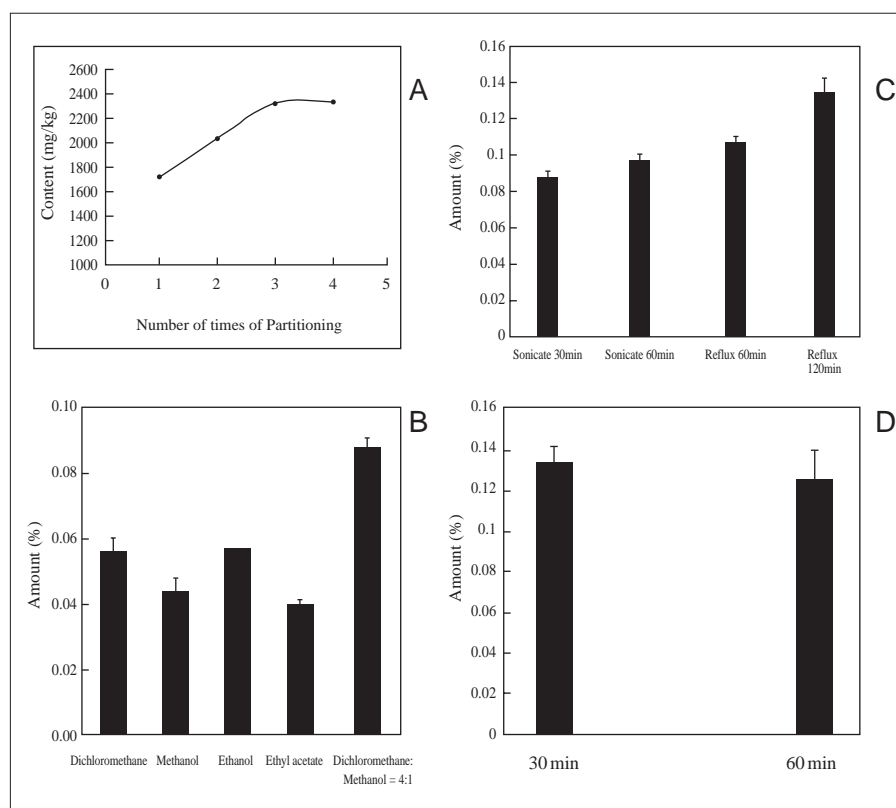 A
Content (mg/kg)
2600
2400
2200
2000
1800
1600
1400
1200
1000
0 1 2 3 4 5
Number of times of Partitioning
C
Amount (%)
0.16
0.14
0.12
0.1
0.08
0.06
0.04
0.02
0
Sonicate 30min Sonicate 60min Reflux 60min Reflux
120min
B
Amount (%)
0.10
0.08
0.06
0.04
0.02
0.00
Dichloromethane Methanol Ethanol Ethyl acetate Dichloromethane:
Methanol = 4:1
D
Amount (%)
0.16
0.14
0.12
0.1
0.08
0.06
0.04
0.02
0
30 min 60 min